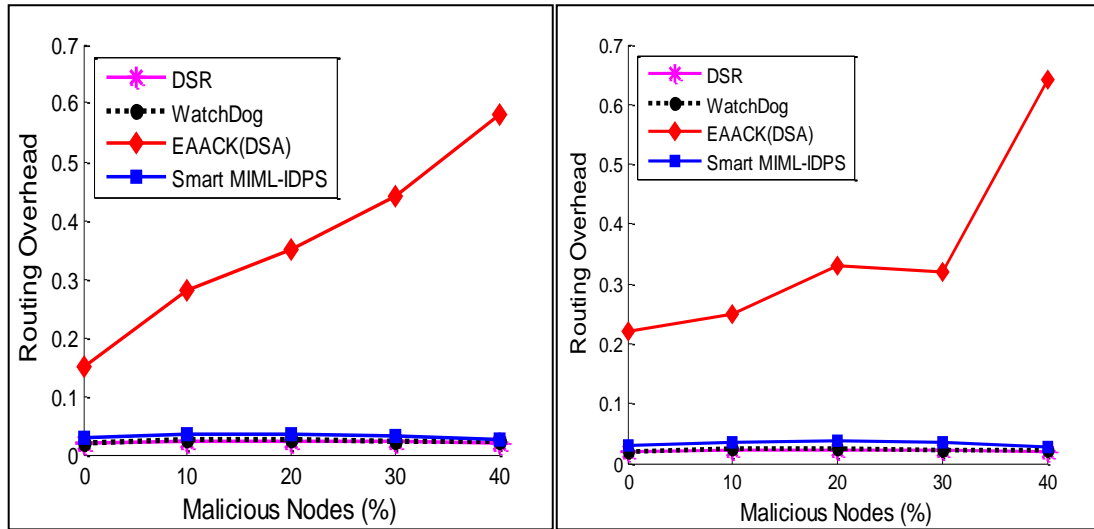 0.7
0.6
0.5
0.4
0.3
0.2
0.1
0
Routing Overhead
DSR
WatchDog
EAACK(DSA)
Smart MIML-IDPS
0 10 20 30 40
Malicious Nodes (%)
0.7
0.6
0.5
0.4
0.3
0.2
0.1
0
Routing Overhead
DSR
WatchDog
EAACK(DSA)
Smart MIML-IDPS
0 10 20 30 40
Malicious Nodes (%)